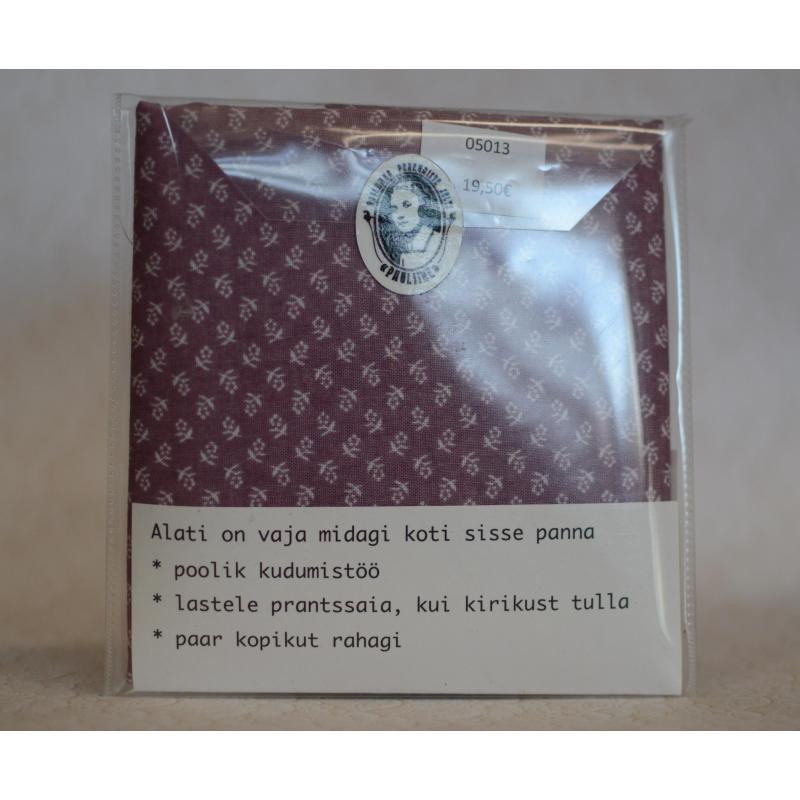 05013
19,50€
«PAULIINE»
Alati on vaja midagi koti sisse panna
* poolik kudumistöö
* lastele prantssaia, kui kirikust tulla
* paar kopikut rahagi